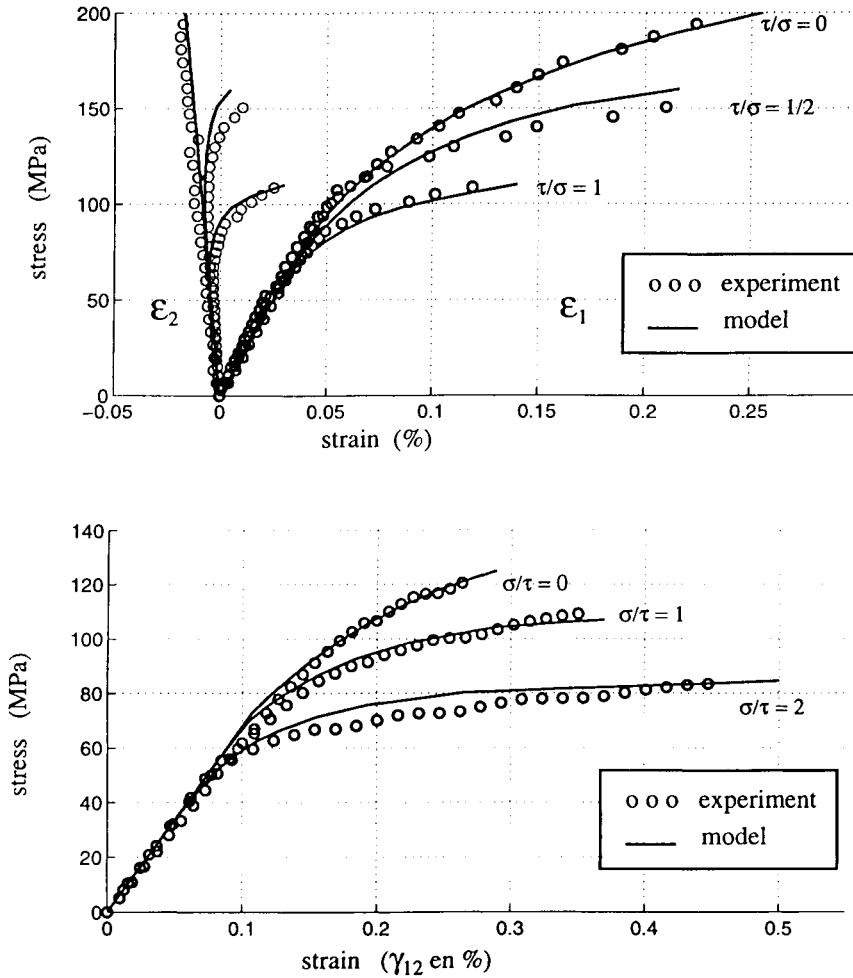 200
τ/σ = 0
150
τ/σ = 1/2
τ/σ = 1
100
stress (MPa)
experiment
50
ε2
ε1
model
0
−0.05 0 0.05 0.1 0.15 0.2 0.25
strain (%)
140
120
σ/τ = 0
100
σ/τ = 1
stress (MPa)
80
σ/τ = 2
60
experiment
40
model
20
0
0 0.1 0.2 0.3 0.4 0.5
strain (γ12 en %)